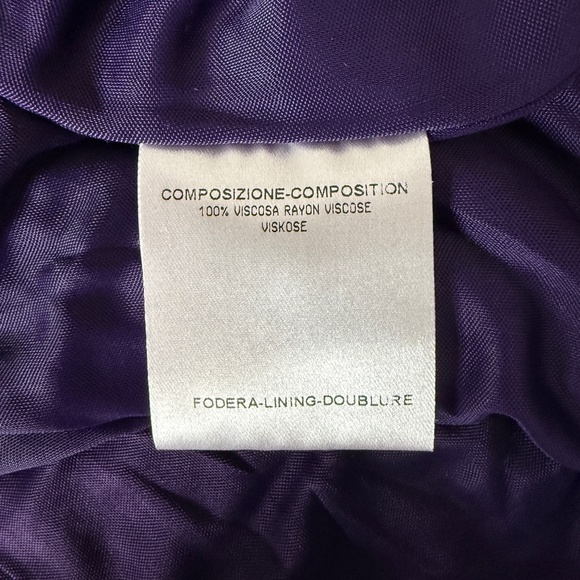 COMPOSIZIONE-COMPOSITION
100% VISCOSA RAYON VISCOSE
VISKOSE
FODERA-LINING-DOUBLURE